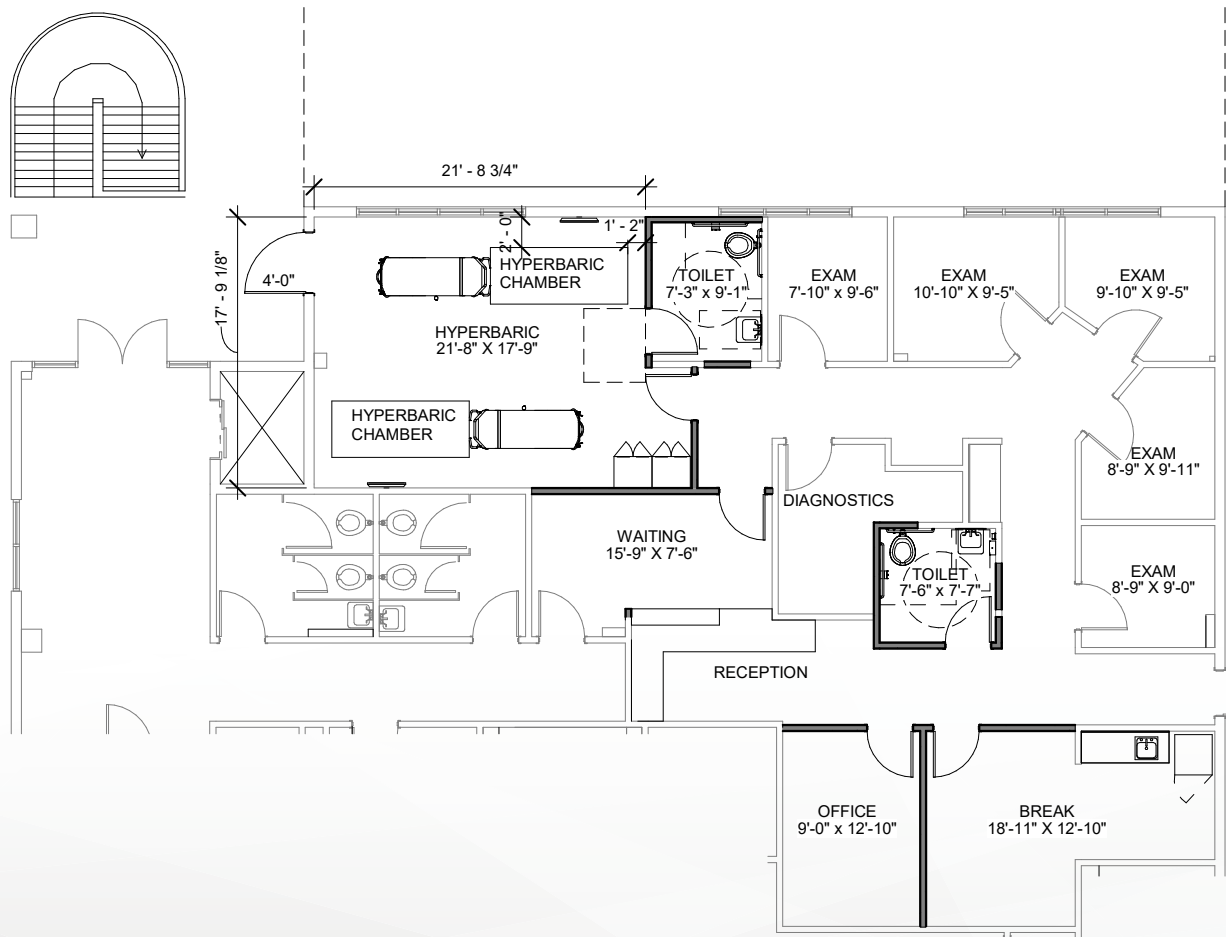 21' - 8 3/4"
2' - 0"
1' - 2"
17' - 9 1/8"
4'-0"
HYPERBARIC
CHAMBER
TOILET
7'-3" x 9'-1"
EXAM
7'-10" x 9'-6"
EXAM
10'-10" X 9'-5"
EXAM
9'-10" X 9'-5"
HYPERBARIC
21'-8" X 17'-9"
HYPERBARIC
CHAMBER
EXAM
8'-9" X 9'-11"
DIAGNOSTICS
WAITING
15'-9" X 7'-6"
TOILET
7'-6" x 7'-7"
EXAM
8'-9" X 9'-0"
RECEPTION
OFFICE
9'-0" x 12'-10"
BREAK
18'-11" X 12'-10"